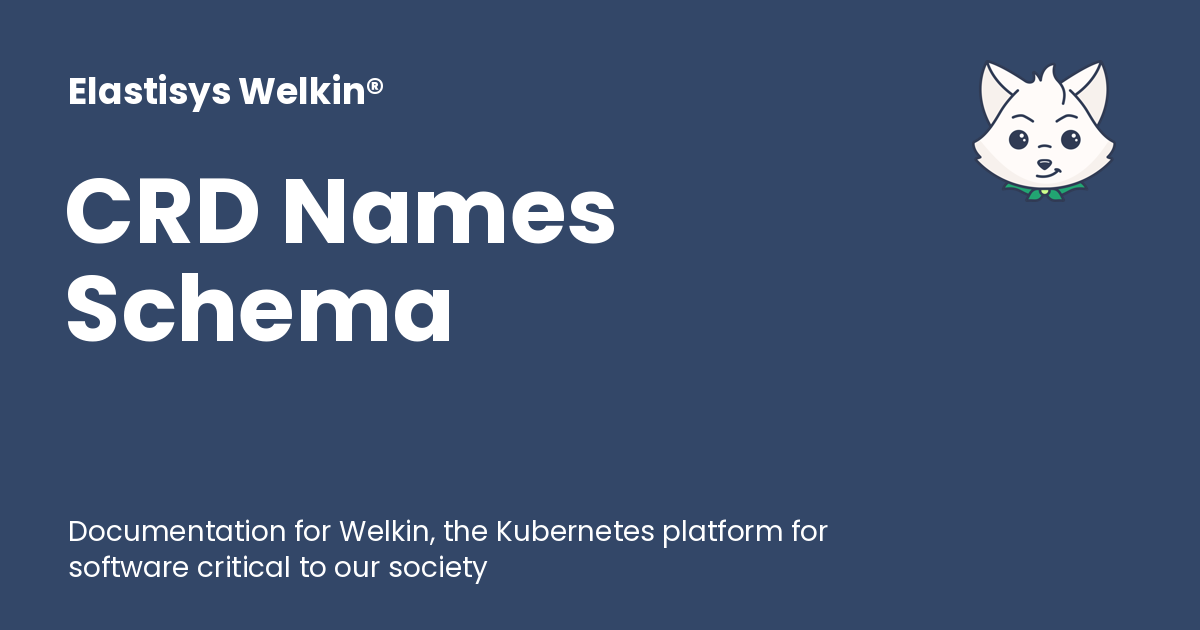 Elastisys Welkin®
CRD Names
Schema
Documentation for Welkin, the Kubernetes platform for
software critical to our society